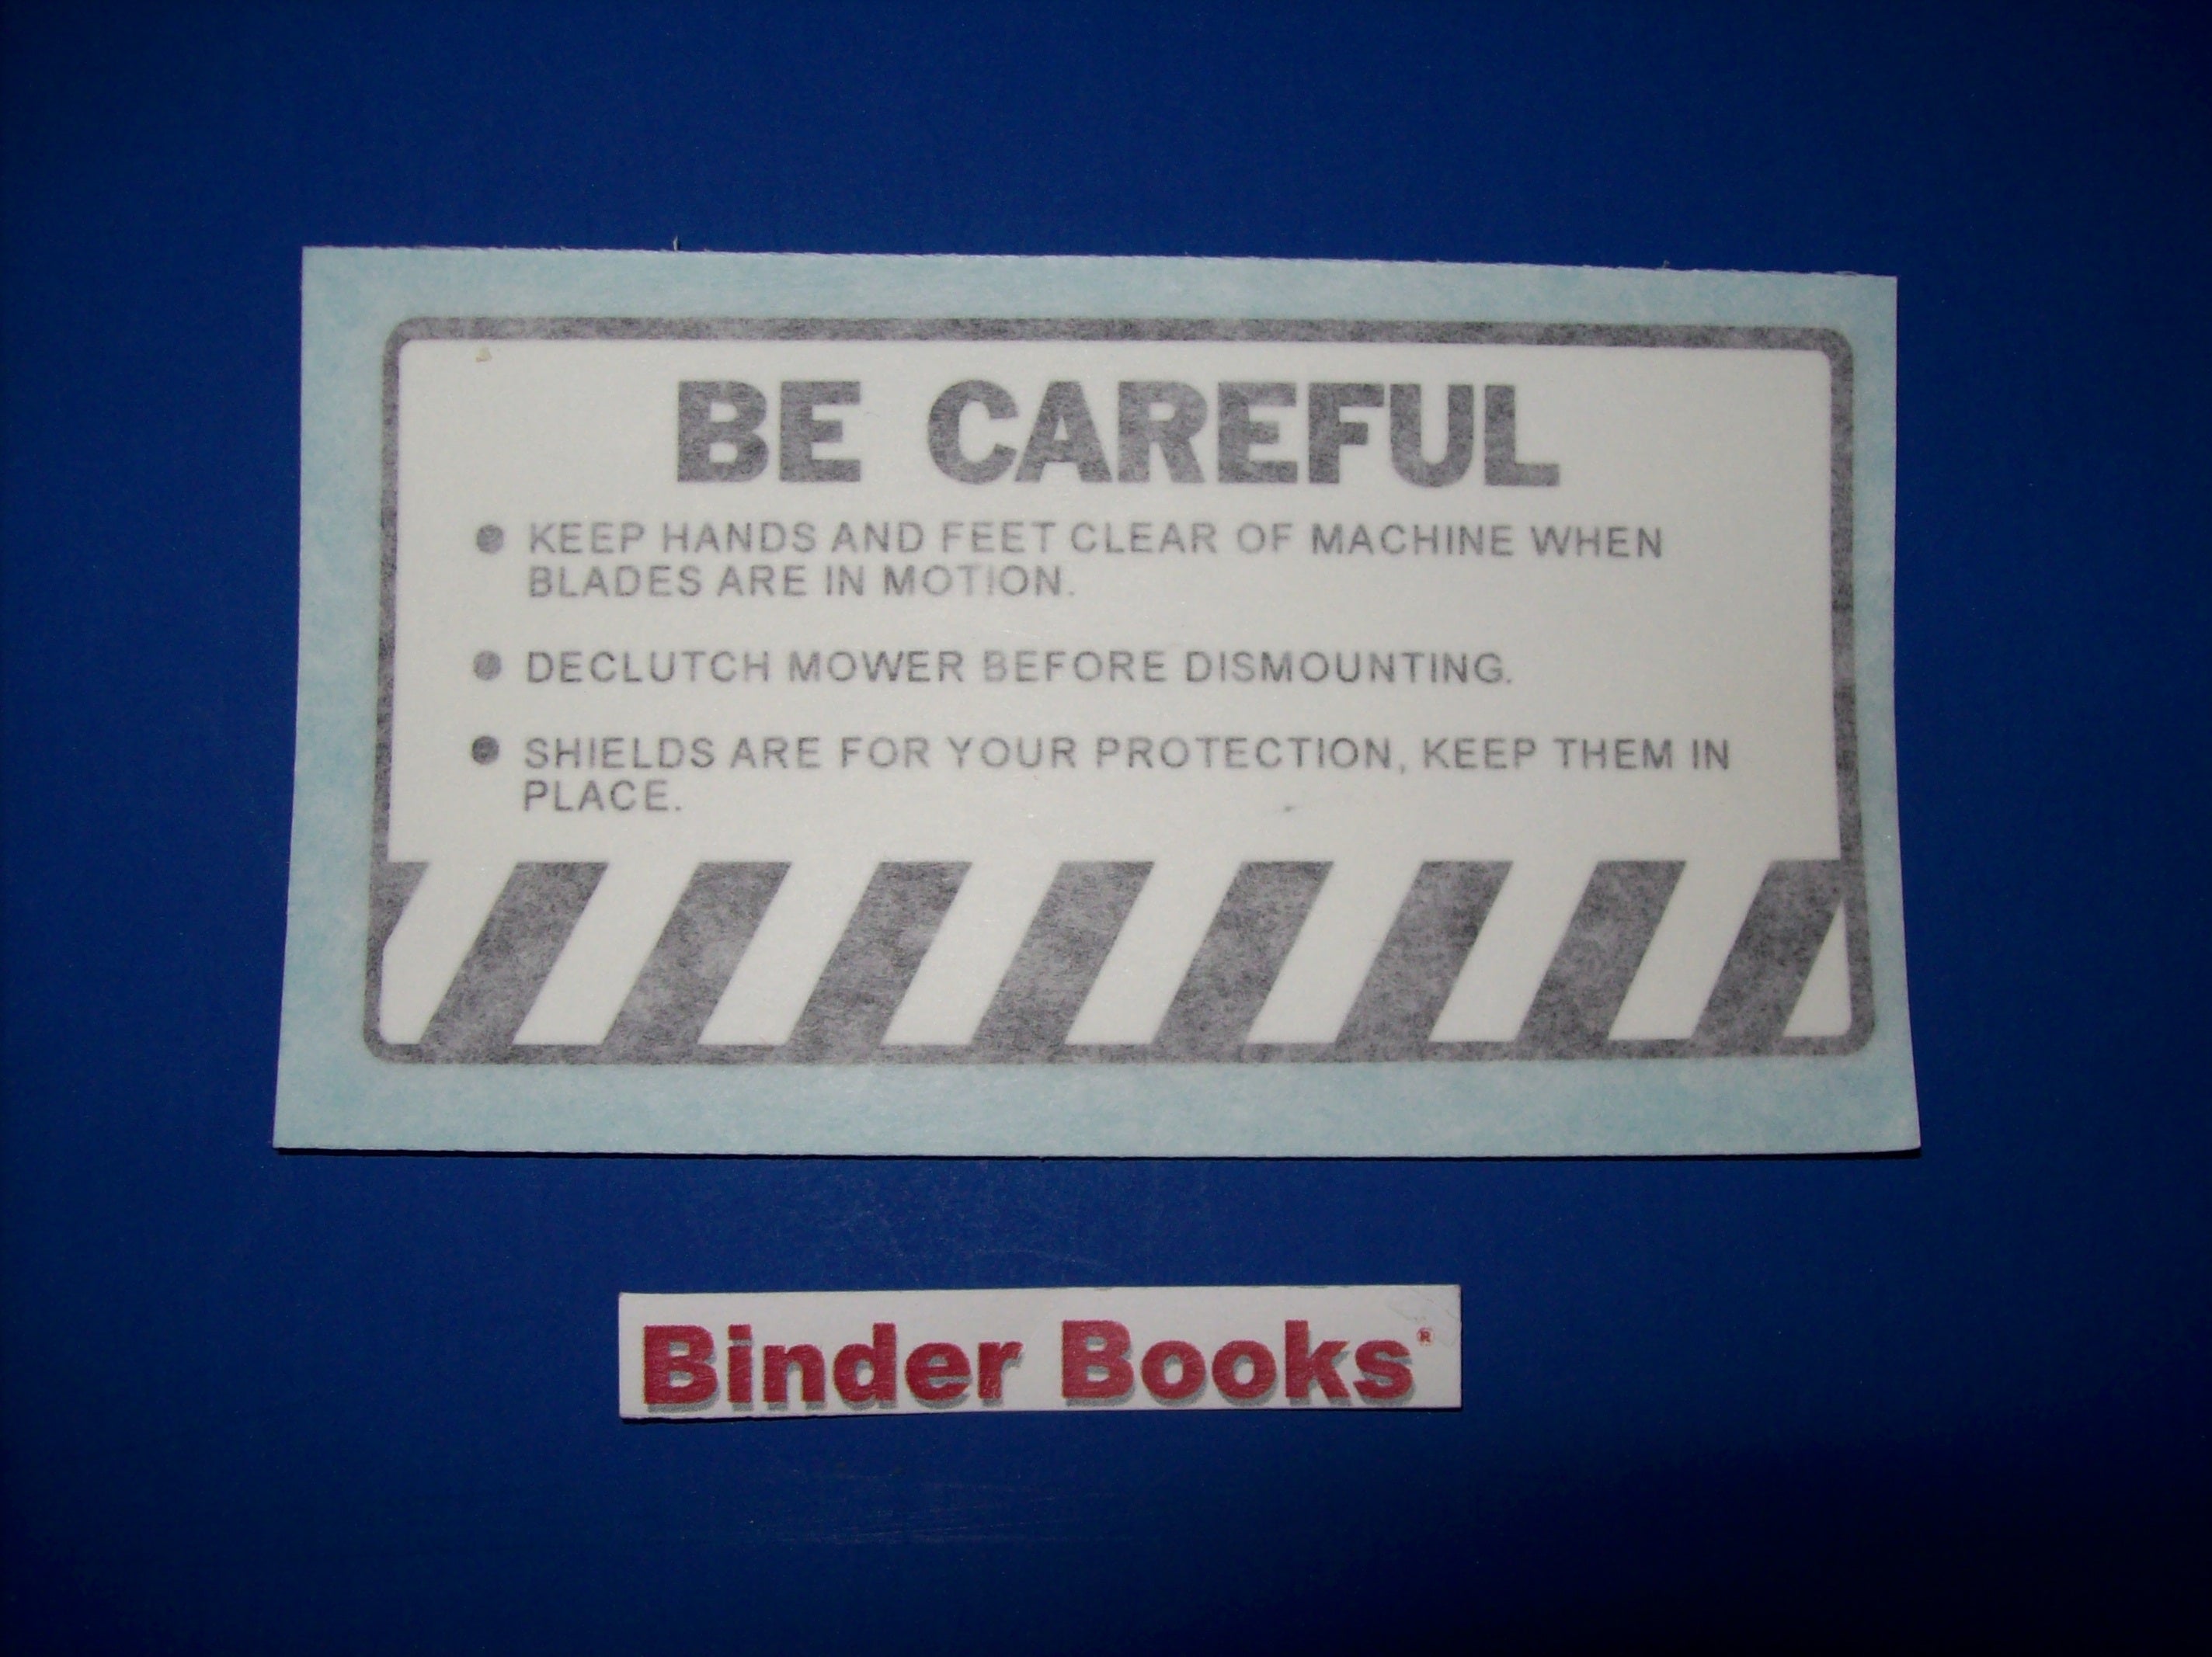 BE CAREFUL
● KEEP HANDS AND FEET CLEAR OF MACHINE WHEN
BLADES ARE IN MOTION.
● DECLUTCH MOWER BEFORE DISMOUNTING.
● SHIELDS ARE FOR YOUR PROTECTION, KEEP THEM IN
PLACE.
Binder Books®